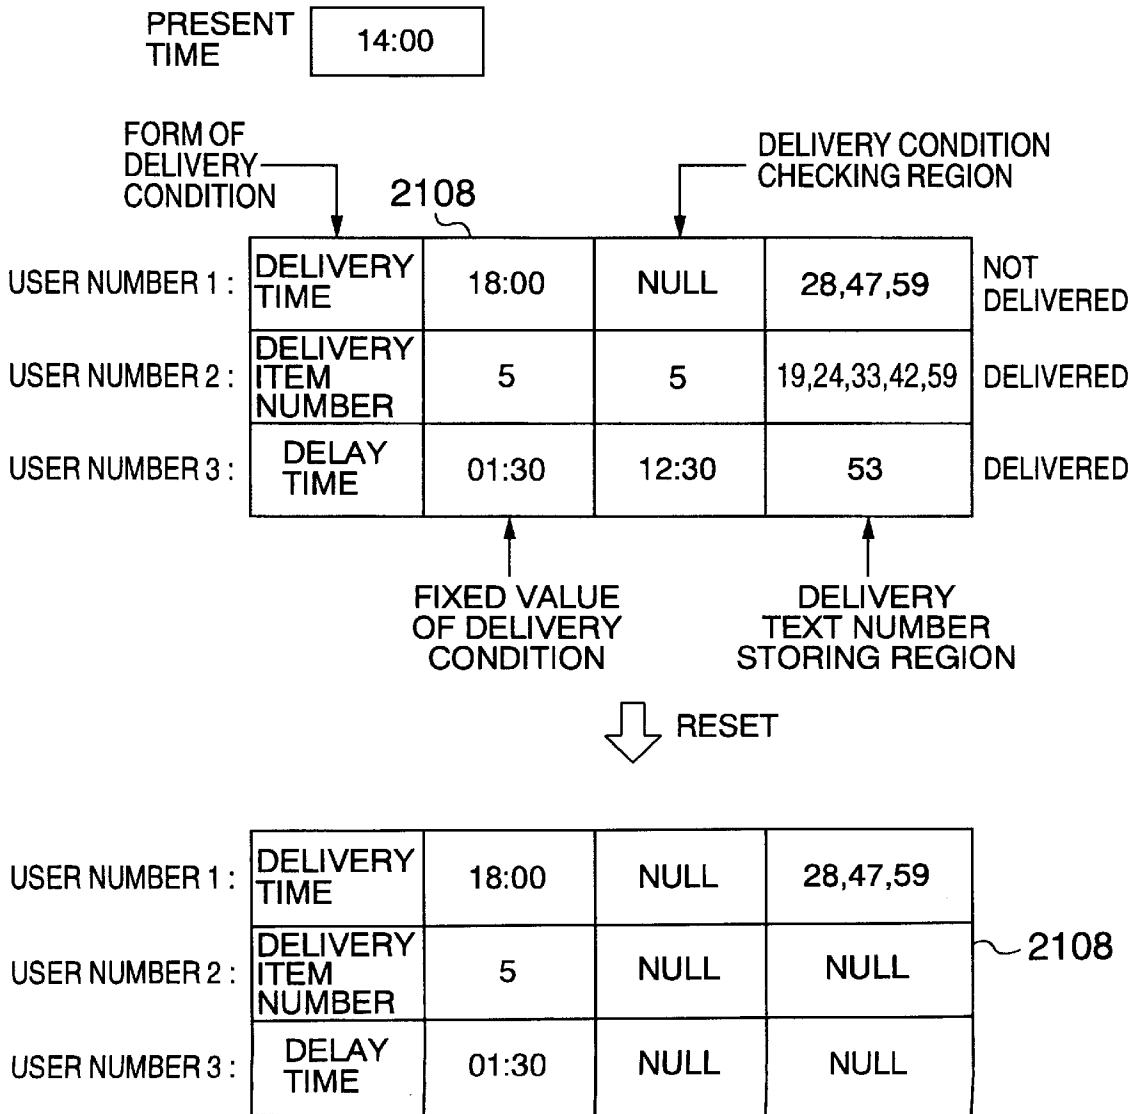 PRESENT
TIME
14:00
FORM OF
DELIVERY
CONDITION
2108
DELIVERY CONDITION
CHECKING REGION
USER NUMBER 1 :
DELIVERY
TIME
18:00
NULL
28,47,59
NOT
DELIVERED
USER NUMBER 2 :
DELIVERY
ITEM
NUMBER
5
5
19,24,33,42,59
DELIVERED
USER NUMBER 3 :
DELAY
TIME
01:30
12:30
53
DELIVERED
FIXED VALUE
OF DELIVERY
CONDITION
DELIVERY
TEXT NUMBER
STORING REGION
RESET
USER NUMBER 1 :
DELIVERY
TIME
18:00
NULL
28,47,59
USER NUMBER 2 :
DELIVERY
ITEM
NUMBER
5
NULL
NULL
2108
USER NUMBER 3 :
DELAY
TIME
01:30
NULL
NULL